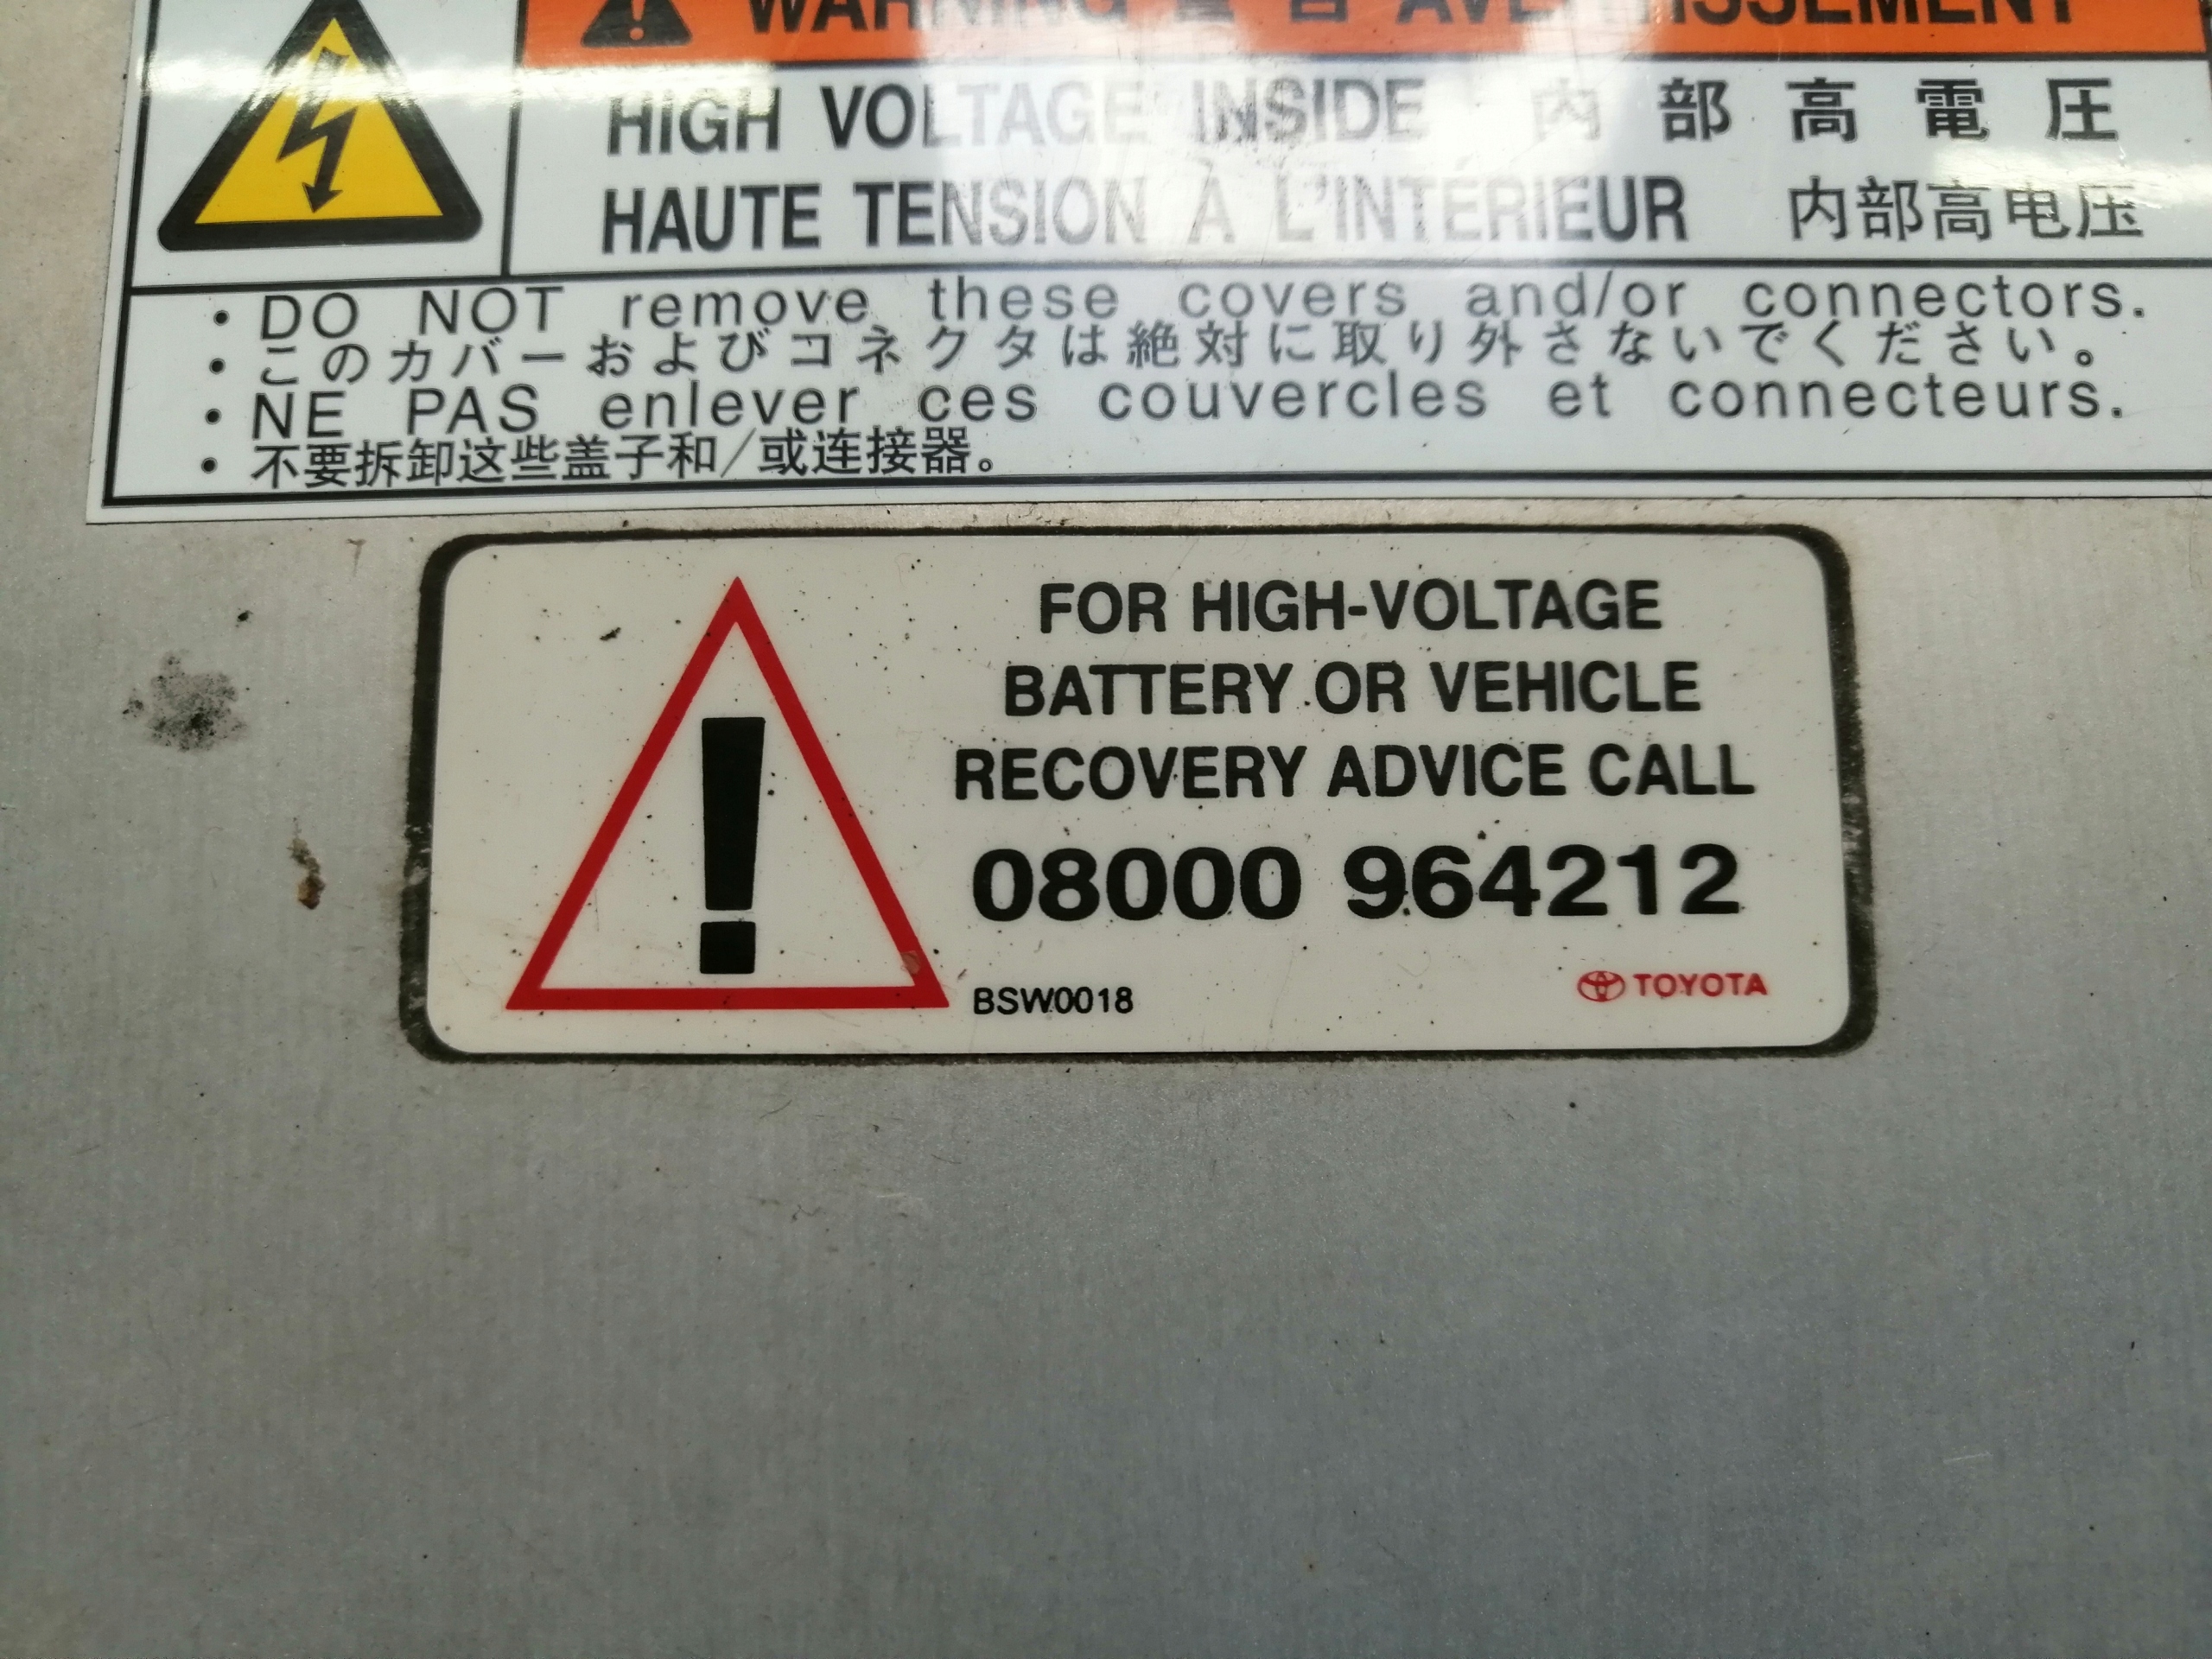 WARNING 警 告 AVERTISSEMENT
HIGH VOLTAGE INSIDE 内 部 高 電 圧
HAUTE TENSION À L'INTÉRIEUR 内部高电压
• DO NOT remove these covers and/or connectors.
• このカバーおよびコネクタは絶対に取り外さないでください。
• NE PAS enlever ces couvercles et connecteurs.
• 不要拆卸这些盖子和/或连接器。
FOR HIGH-VOLTAGE
BATTERY OR VEHICLE
RECOVERY ADVICE CALL
08000 964212
BSW0018 TOYOTA